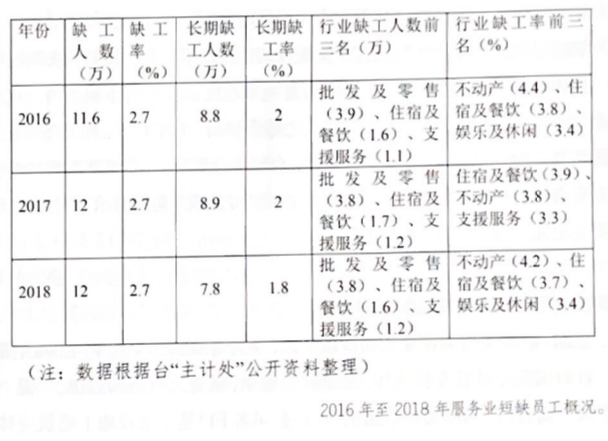 年份 缺工人数(万) 缺工率(%) 长期缺工人数(万) 长期缺工率(%) 行业缺工人数前三名(万) 行业缺工率前三名(%)
2016 11.6 2.7 8.8 2 批发及零售(3.9)、住宿及餐饮(1.6)、支援服务(1.1) 不动产(4.4)、住宿及餐饮(3.8)、娱乐及休闲(3.4)
2017 12 2.7 8.9 2 批发及零售(3.8)、住宿及餐饮(1.7)、支援服务(1.2) 住宿及餐饮(3.9)、不动产(3.8)、支援服务(3.3)
2018 12 2.7 7.8 1.8 批发及零售(3.8)、住宿及餐饮(1.6)、支援服务(1.2) 不动产(4.2)、住宿及餐饮(3.7)、娱乐及休闲(3.4)
(注：数据根据台“主计处”公开资料整理)
2016年至2018年服务业短缺员工概况。